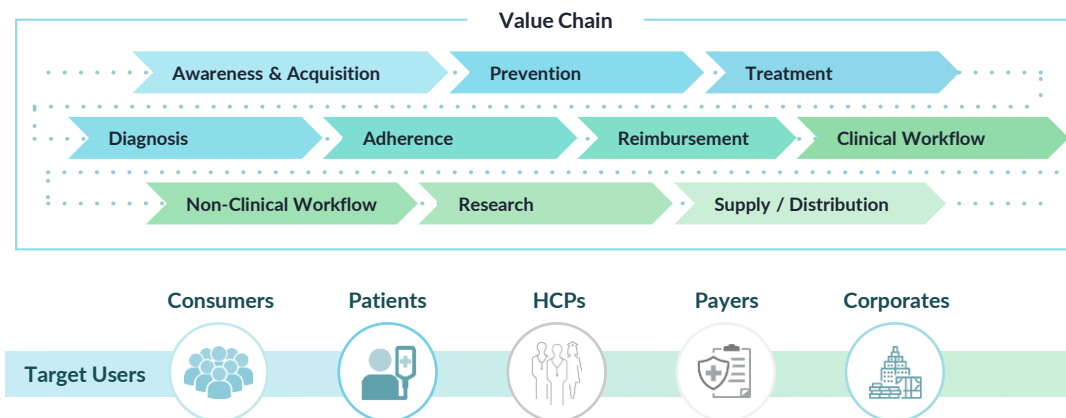 Value Chain
Awareness & Acquisition
Prevention
Treatment
Diagnosis
Adherence
Reimbursement
Clinical Workflow
Non-Clinical Workflow
Research
Supply / Distribution
Consumers
Patients
HCPs
Payers
Corporates
Target Users